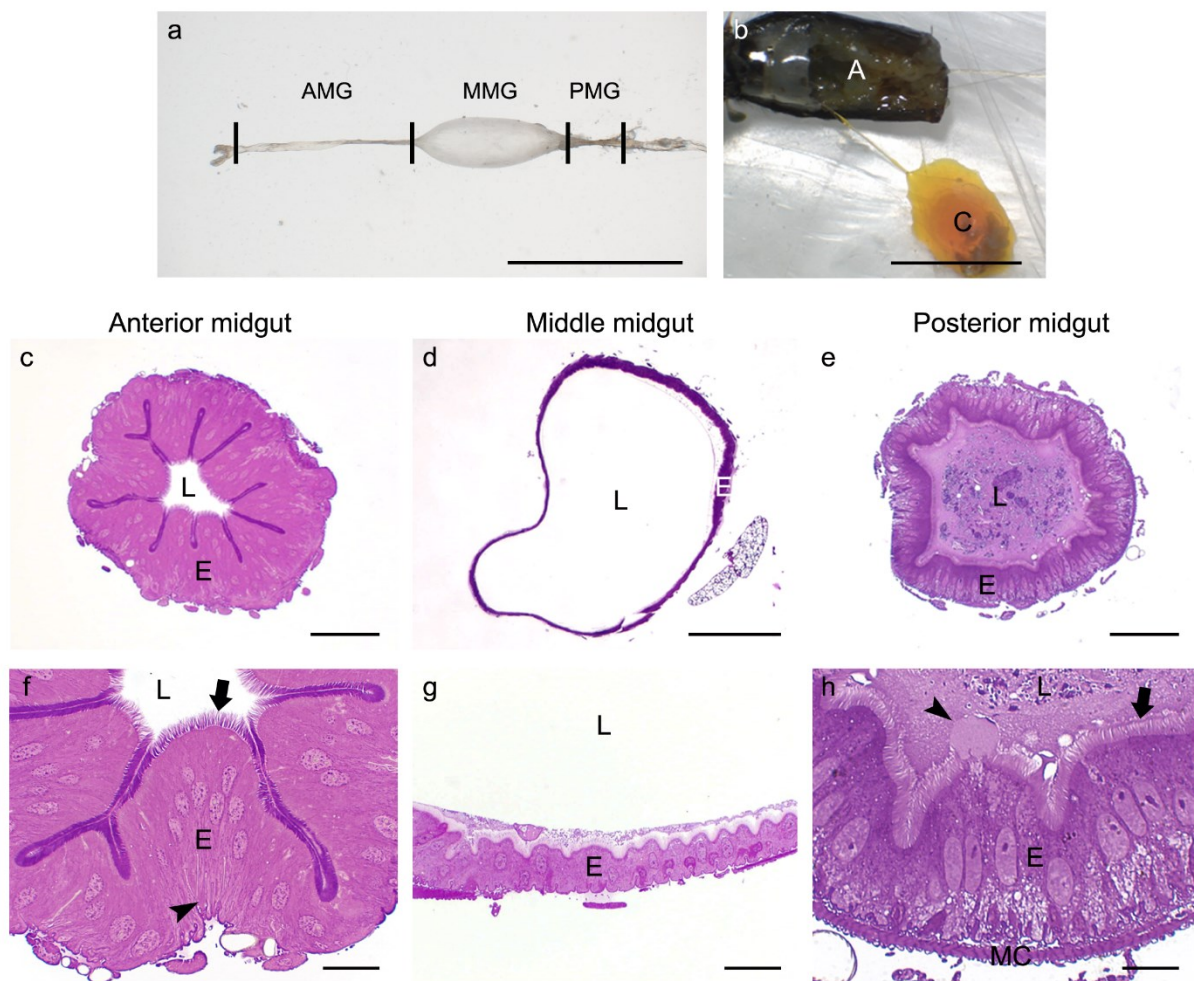 a
AMG MMG PMG
b
A
C
Anterior midgut Middle midgut Posterior midgut
c
L
E
d
L
E
e
L
E
f
L
E
g
L
E
h
L
E
MC